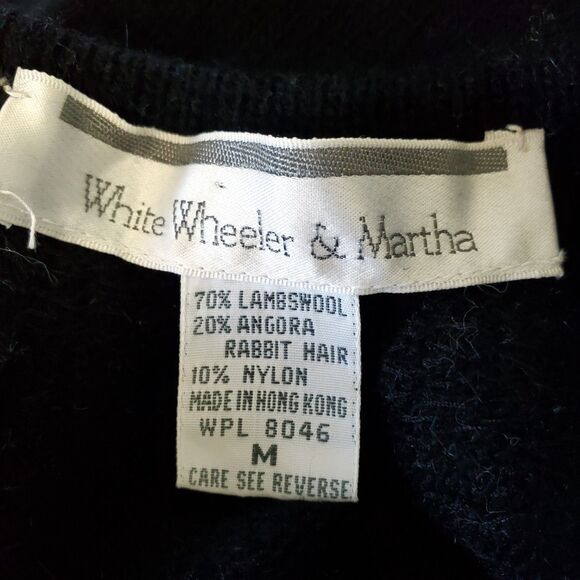 White Wheeler & Martha
70% LAMBSWOOL
20% ANGORA
RABBIT HAIR
10% NYLON
MADE IN HONG KONG
WPL 8046
M
CARE SEE REVERSE